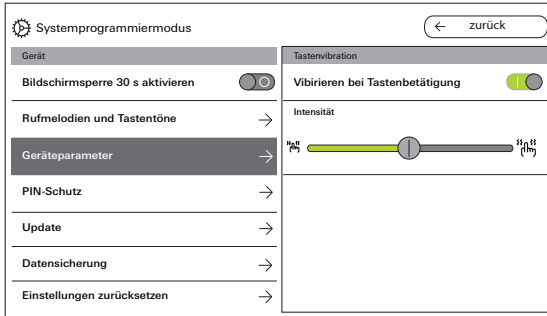 Systemprogrammiermodus
← zurück
Gerät
Bildschirmsperre 30 s aktivieren
Rufmelodien und Tastentöne
Geräteparameter
PIN-Schutz
Update
Datensicherung
Einstellungen zurücksetzen
Tastenvibration
Vibrieren bei Tastenbetätigung
Intensität